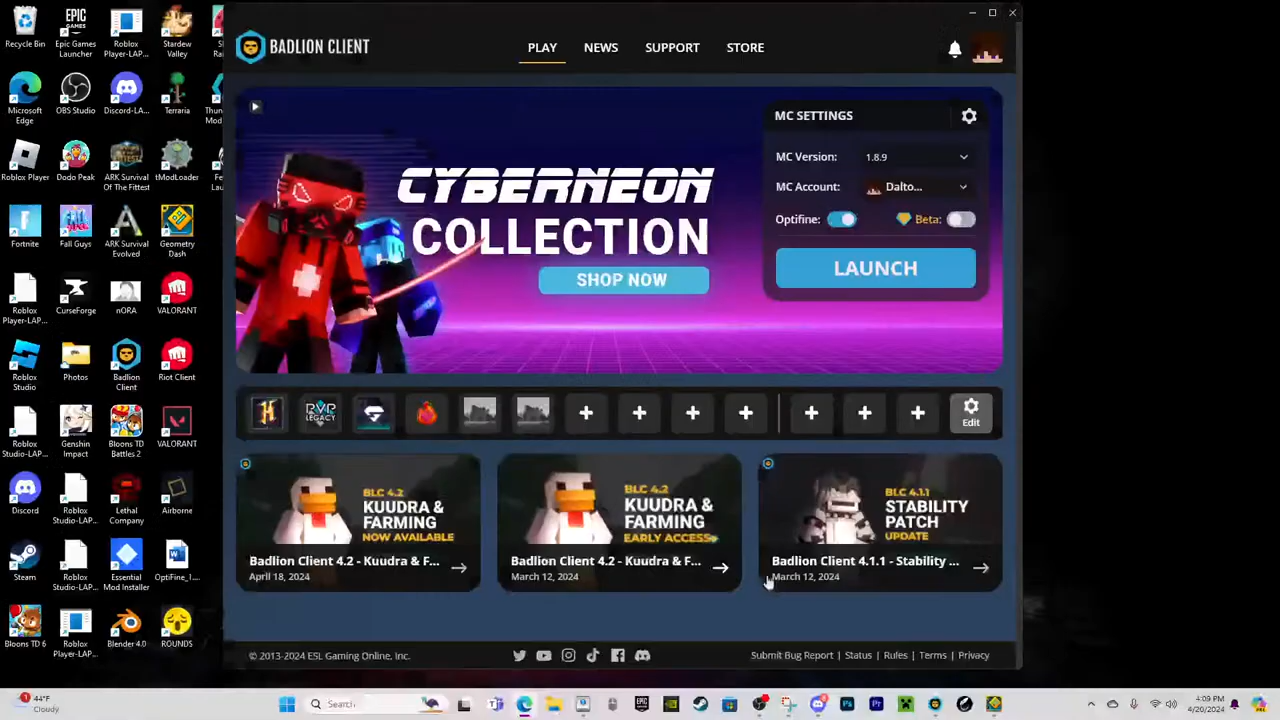 BADLION CLIENT
PLAY
NEWS
SUPPORT
STORE
CYBERNEON
COLLECTION
SHOP NOW
MC SETTINGS
MC Version: 1.8.9
MC Account: Dalto...
Optifine:
Beta:
LAUNCH
PVP
LEGACY
Edit
BLC 4.2
KUUDRA &
FARMING
NOW AVAILABLE
Badlion Client 4.2 - Kuudra & F...
April 18, 2024
BLC 4.2
KUUDRA &
FARMING
EARLY ACCESS
Badlion Client 4.2 - Kuudra & F...
March 12, 2024
BLC 4.1.1
STABILITY
PATCH
UPDATE
Badlion Client 4.1.1 - Stability ...
March 12, 2024
© 2013-2024 ESL Gaming Online, Inc.
Submit Bug Report | Status | Rules | Terms | Privacy
Recycle Bin
Epic Games
Launcher
Roblox
Player-LAP...
Stardew
Valley
Microsoft
Edge
OBS Studio
Discord-LA...
Terraria
Roblox Player
Dodo Peak
ARK Survival
Of The Fittest
tModLoader
Fortnite
Fall Guys
ARK Survival
Evolved
Geometry
Dash
Roblox
Player-LAP...
CurseForge
nORA
VALORANT
Roblox
Studio
Photos
Badlion
Client
Riot Client
Roblox
Studio-LAP...
Genshin
Impact
Bloons TD
Battles 2
VALORANT
Discord
Roblox
Studio-LAP...
Lethal
Company
Airborne
Steam
Roblox
Studio-LAP...
Essential
Mod Installer
OptiFine_1....
Bloons TD 6
Roblox
Player-LAP...
Blender 4.0
ROUNDS
44°F
Cloudy
Search
4:09 PM
4/20/2024